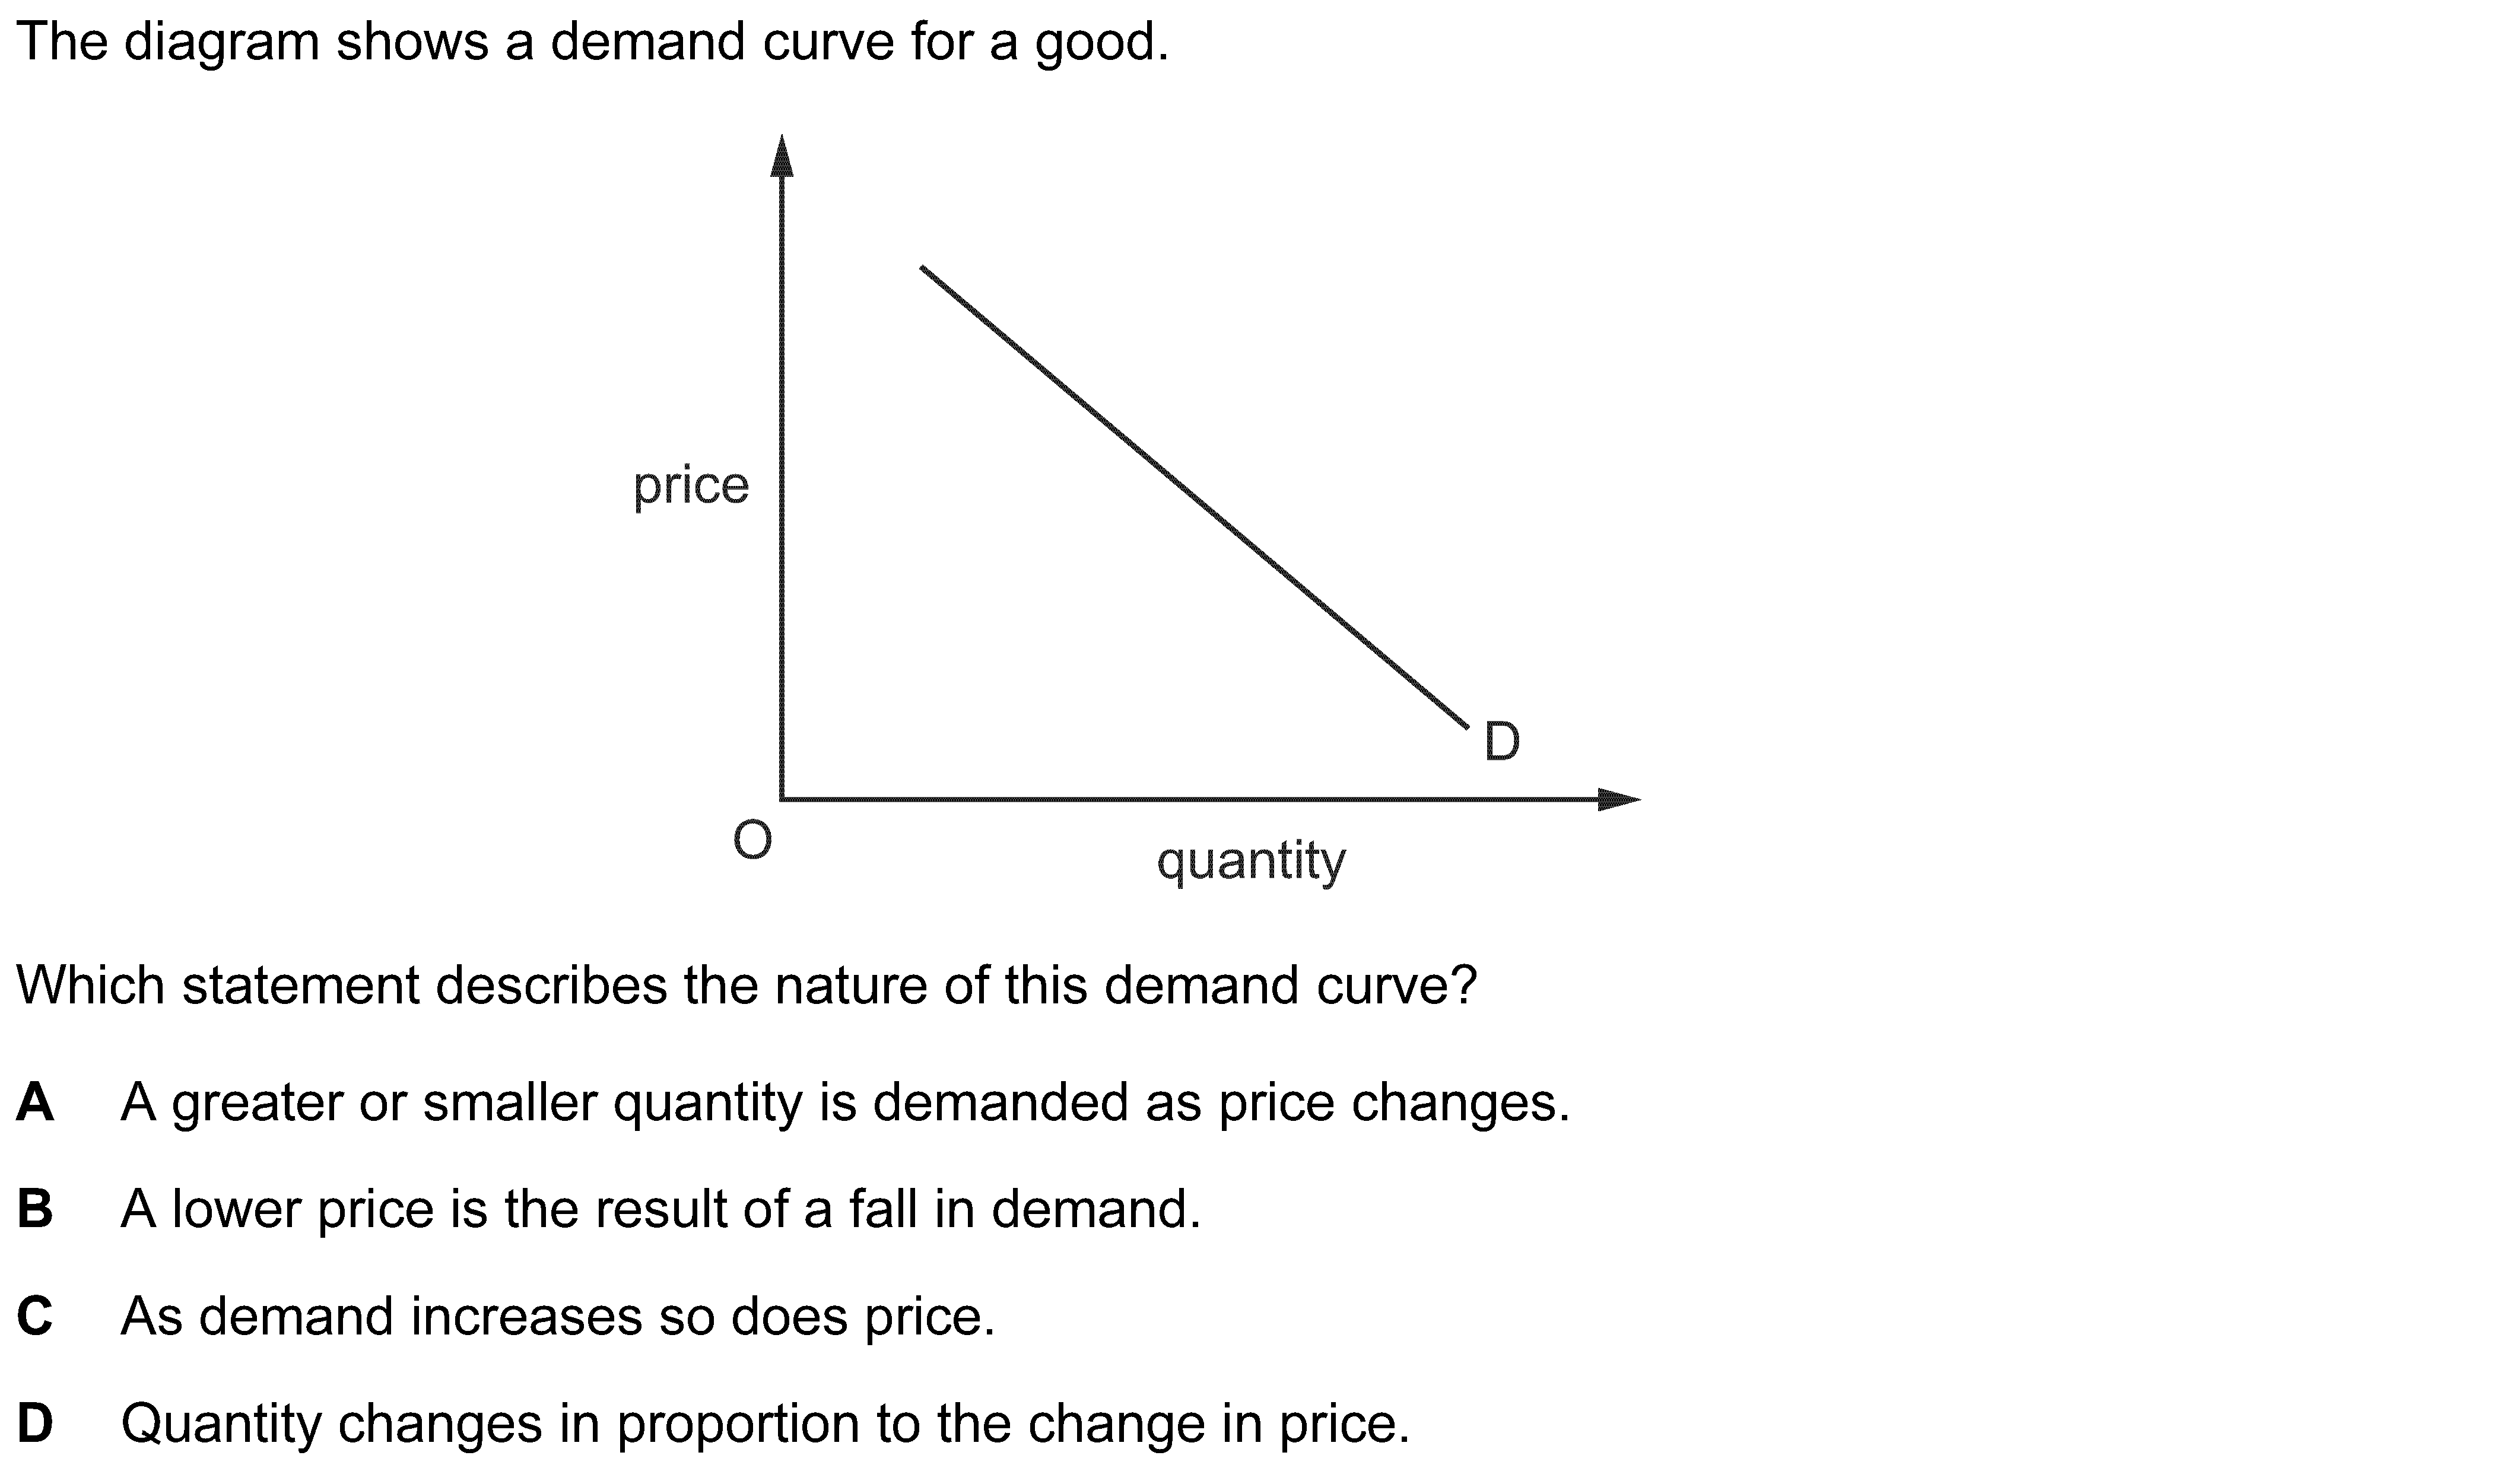 The diagram shows a demand curve for a good.
price
D
O
quantity
Which statement describes the nature of this demand curve?
A A greater or smaller quantity is demanded as price changes.
B A lower price is the result of a fall in demand.
C As demand increases so does price.
D Quantity changes in proportion to the change in price.